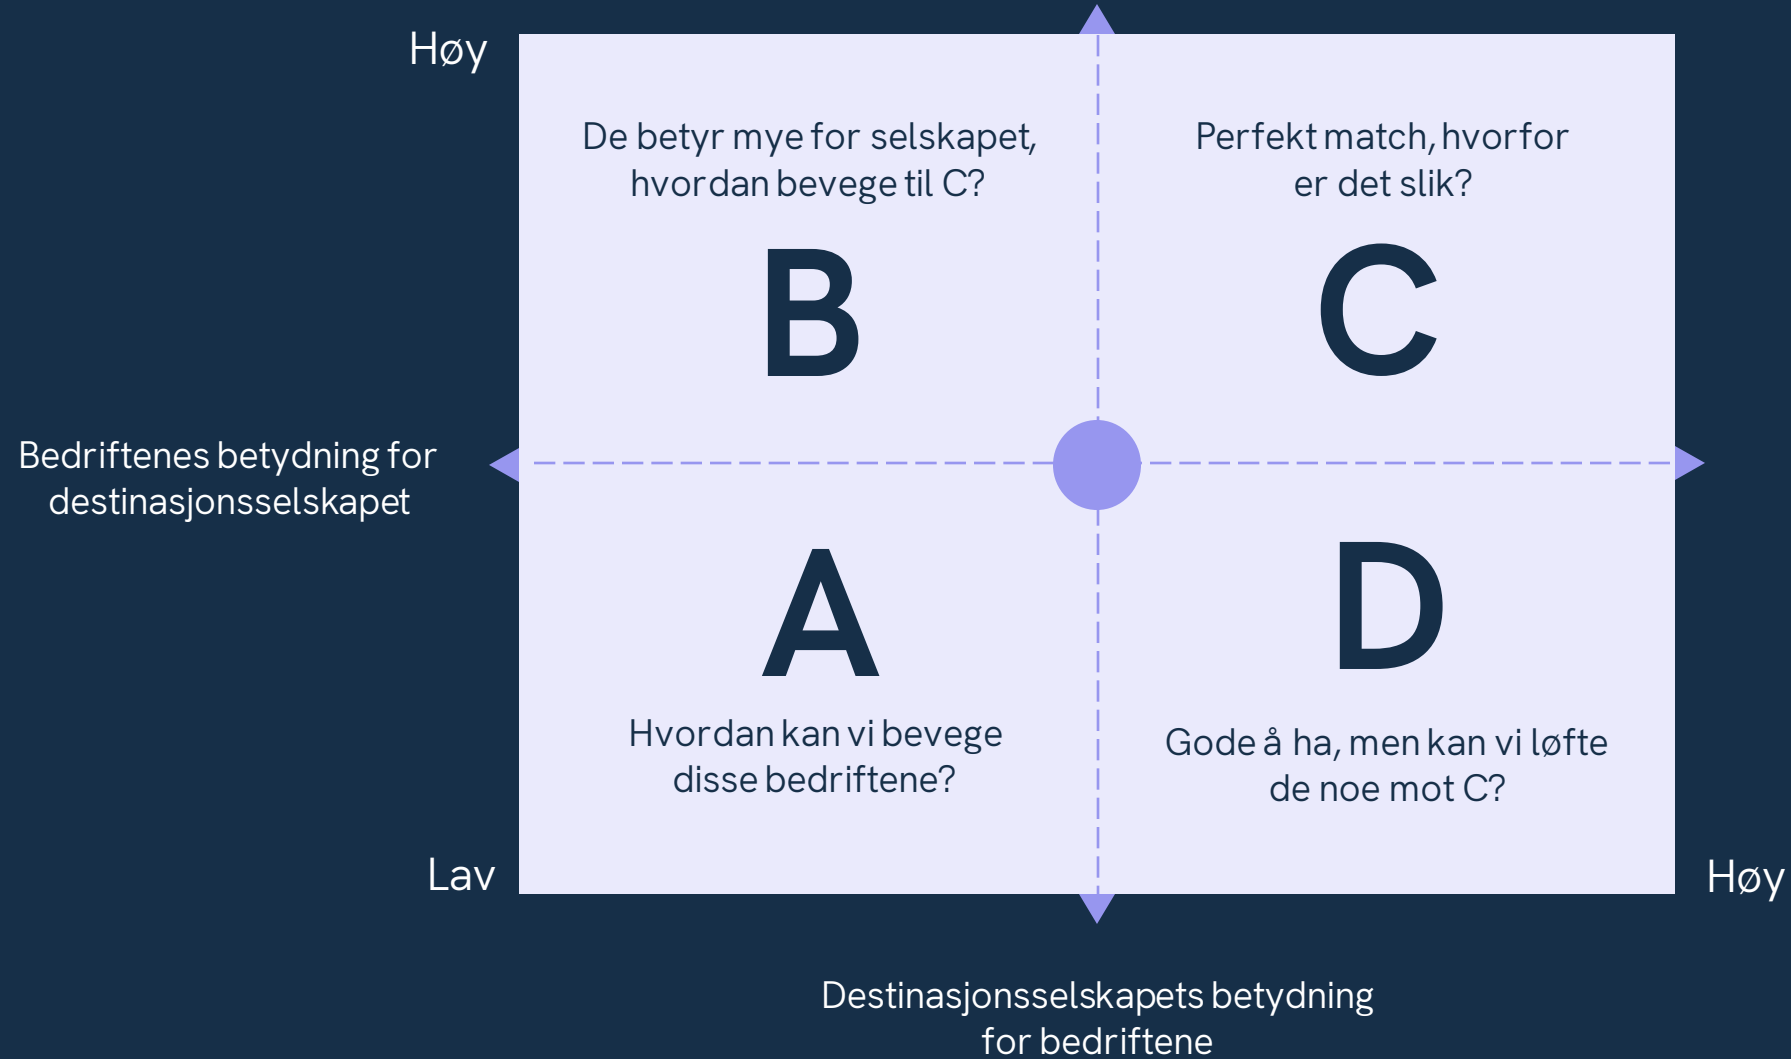 Høy
De betyr mye for selskapet,
hvordan bevege til C?
B
Perfekt match, hvorfor
er det slik?
C
Bedriftenes betydning for
destinasjonsselskapet
A
Hvordan kan vi bevege
disse bedriftene?
D
Gode å ha, men kan vi løfte
de noe mot C?
Lav
Høy
Destinasjonsselskapets betydning
for bedriftene